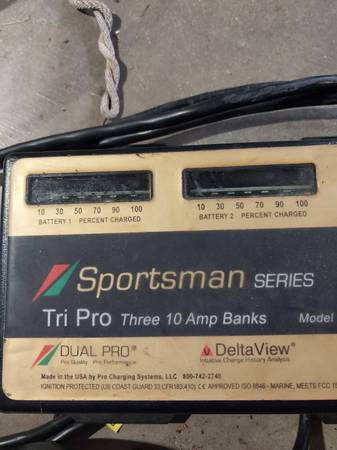 10 30 50 70 90 100 10 30 50 70 90 100
BATTERY 1 PERCENT CHARGED BATTERY 2 PERCENT CHARGED
Sportsman SERIES
Tri Pro Three 10 Amp Banks Model
DUAL PRO® DeltaView®
Pro Quality Pro Performance Intuitive Charge History Analysis
Made in the USA by Pro Charging Systems, LLC 800-742-2740
IGNITION PROTECTED (US COAST GUARD 33 CFR183.410) CE APPROVED ISO 8846 - MARINE, MEETS FCC 15